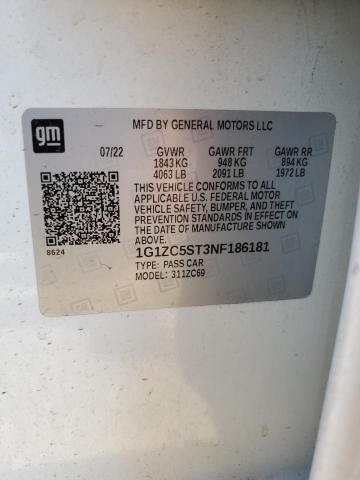 gm
MFD BY GENERAL MOTORS LLC
07/22 GVWR GAWR FRT GAWR RR
1843 KG 948 KG 894 KG
4063 LB 2091 LB 1972 LB
THIS VEHICLE CONFORMS TO ALL
APPLICABLE U.S. FEDERAL MOTOR
VEHICLE SAFETY, BUMPER, AND THEFT
PREVENTION STANDARDS IN EFFECT ON
THE DATE OF MANUFACTURE SHOWN ABOVE.
8624
1G1ZC5ST3NF186181
TYPE: PASS CAR
MODEL: 311ZC69